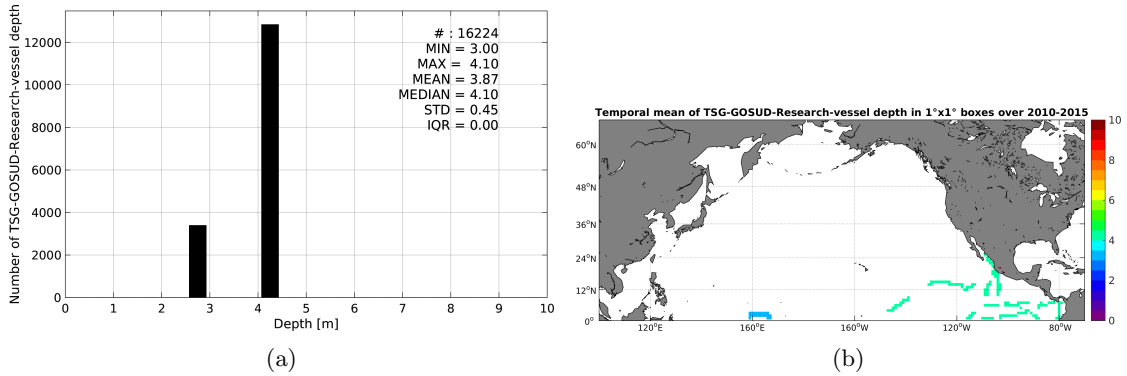 Number of TSG-GOSUD-Research-vessel depth
12000
10000
8000
6000
4000
2000
0
# : 16224
MIN = 3.00
MAX = 4.10
MEAN = 3.87
MEDIAN = 4.10
STD = 0.45
IQR = 0.00
0 1 2 3 4 5 6 7 8 9 10
Depth [m]
(a)
Temporal mean of TSG-GOSUD-Research-vessel depth in 1°x1° boxes over 2010-2015
60°N
48°N
36°N
24°N
12°N
0°
120°E 160°E 160°W 120°W 80°W
10
8
6
4
2
0
(b)